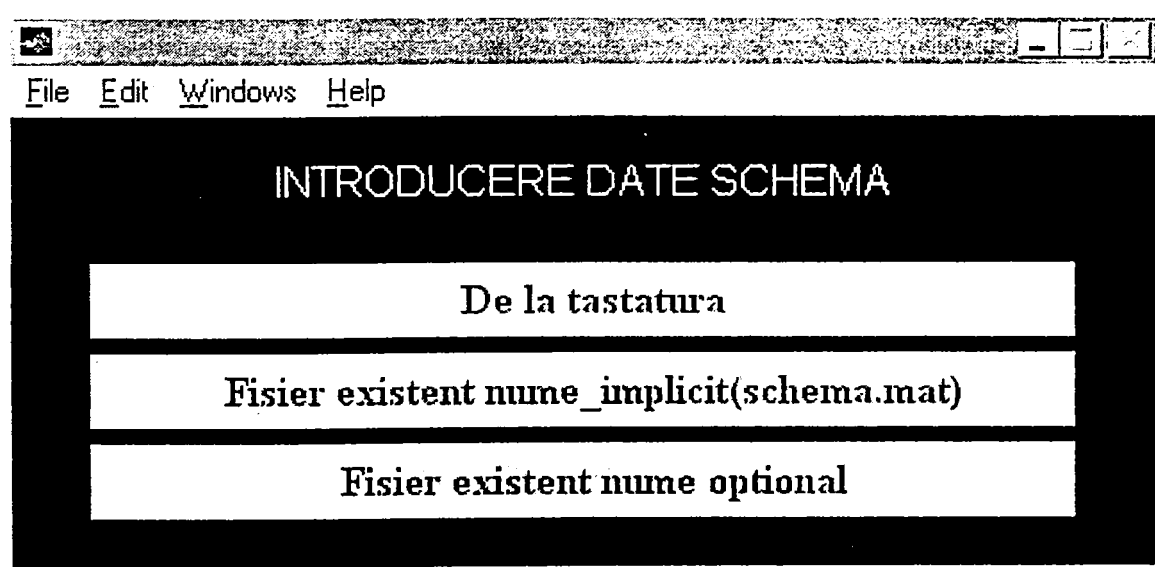 File Edit Windows Help
INTRODUCERE DATE SCHEMA
De la tastatura
Fisier existent nume_implicit(schema.mat)
Fisier existent nume optional